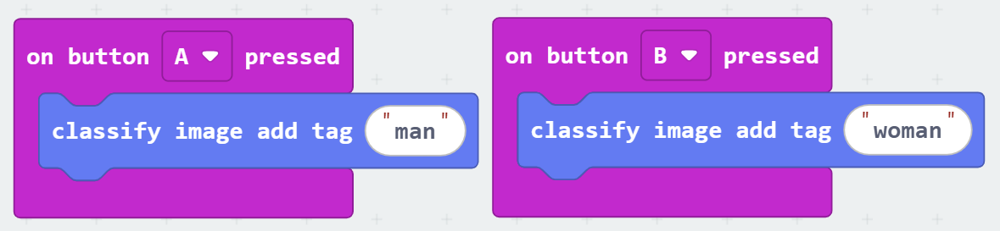 on button A pressed
classify image add tag "man"
on button B pressed
classify image add tag "woman"